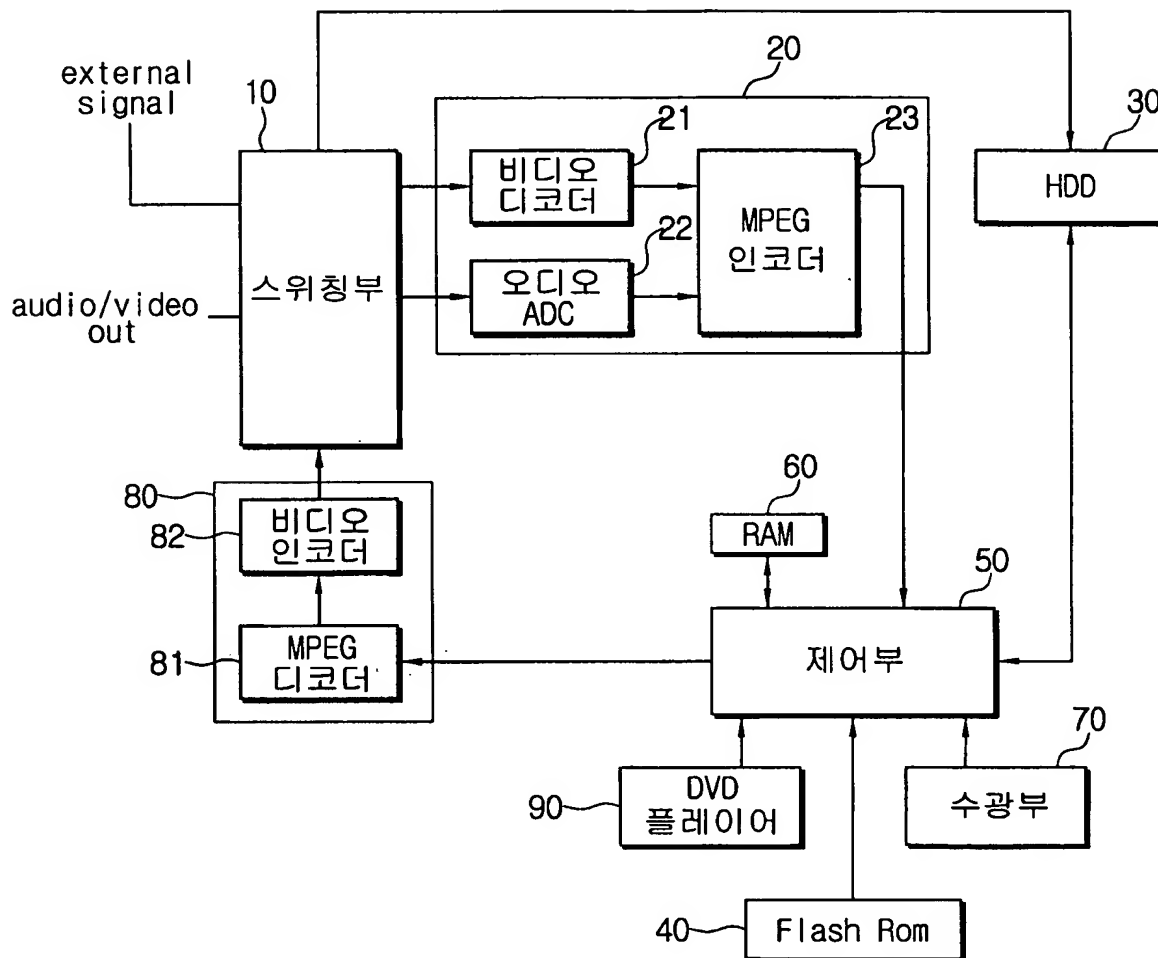 20
external
signal
10
21
23
30
비디오
디코더
MPEG
인코더
HDD
22
스위칭부
오디오
ADC
audio/video
out
80
82
비디오
인코더
60
RAM
50
81
MPEG
디코더
제어부
70
90
DVD
플레이어
수광부
40
Flash Rom